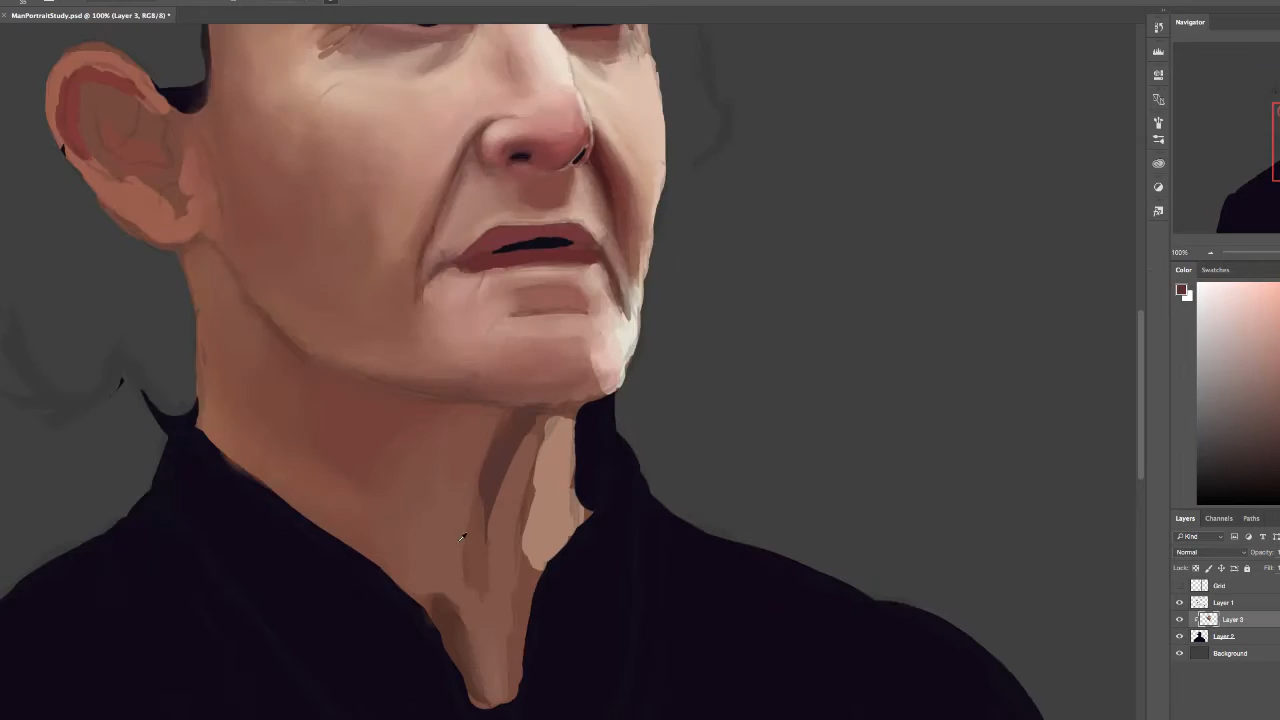 ManPortraitStudy.psd @ 100% (Layer 3, RGB/8) *
Navigator
100%
Color Swatches
Layers Channels Paths
Kind
Normal Opacity:
Lock: Fill:
Grid
Layer 1
Layer 3
Layer 2
Background